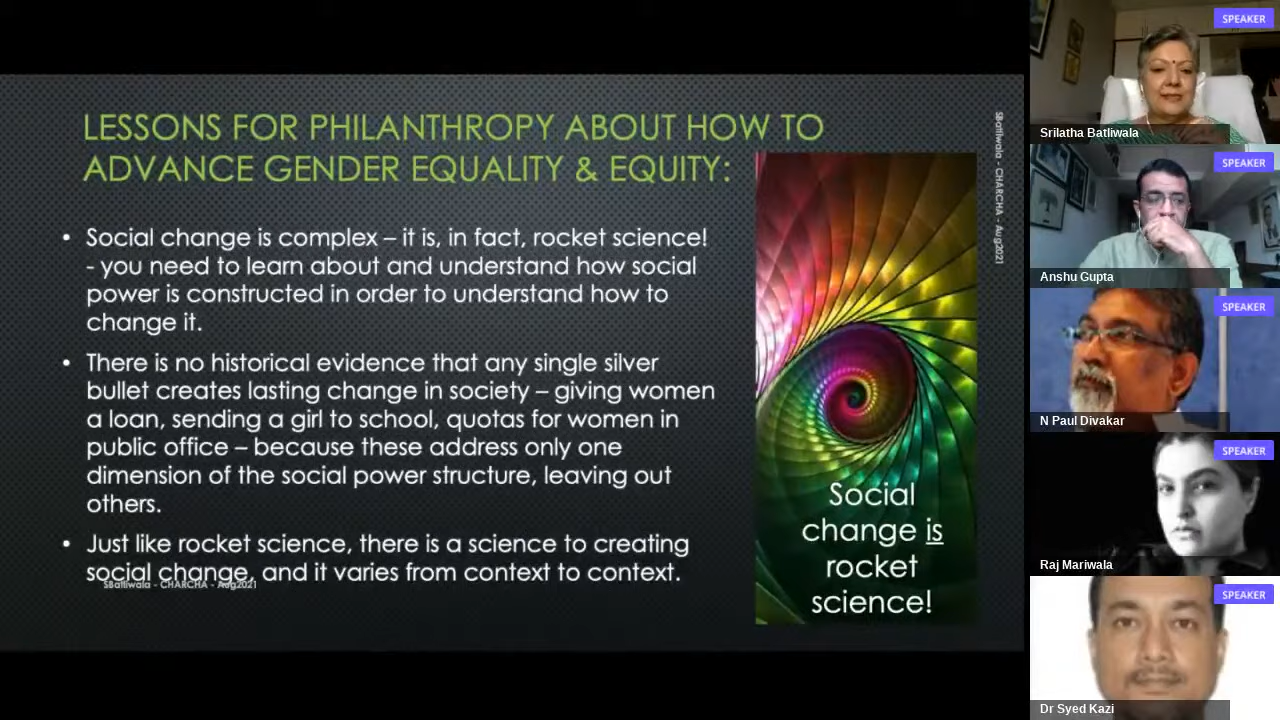 LESSONS FOR PHILANTHROPY ABOUT HOW TO
ADVANCE GENDER EQUALITY & EQUITY:
• Social change is complex – it is, in fact, rocket science!
- you need to learn about and understand how social
power is constructed in order to understand how to
change it.
• There is no historical evidence that any single silver
bullet creates lasting change in society – giving women
a loan, sending a girl to school, quotas for women in
public office – because these address only one
dimension of the social power structure, leaving out
others.
• Just like rocket science, there is a science to creating
social change, and it varies from context to context.
SBatliwala - CHARCHA - Aug2021
Social
change is
rocket
science!
SBatliwala - CHARCHA - Aug2021
SPEAKER
Srilatha Batliwala
SPEAKER
Anshu Gupta
SPEAKER
N Paul Divakar
SPEAKER
Raj Mariwala
SPEAKER
Dr Syed Kazi